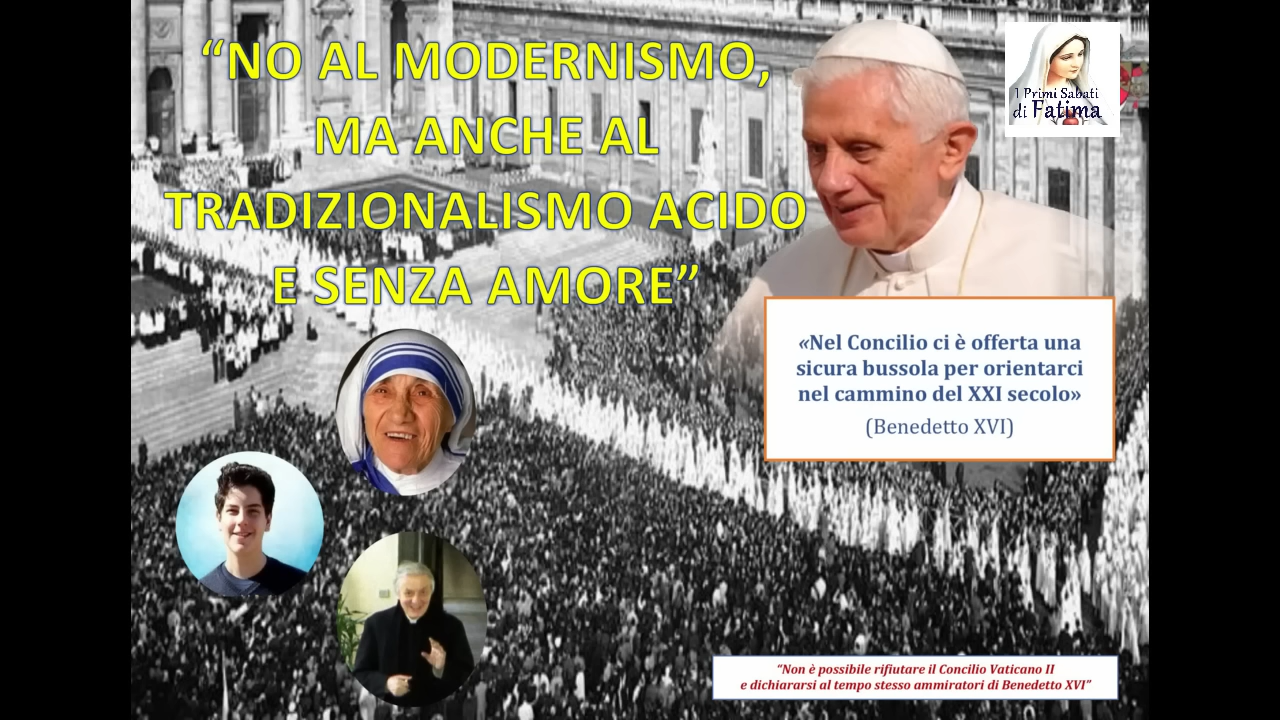 “NO AL MODERNISMO,
MA ANCHE AL
TRADIZIONALISMO ACIDO
E SENZA AMORE”
I Primi Sabati
di Fatima
«Nel Concilio ci è offerta una
sicura bussola per orientarci
nel cammino del XXI secolo»
(Benedetto XVI)
“Non è possibile rifiutare il Concilio Vaticano II
e dichiararsi al tempo stesso ammiratori di Benedetto XVI”